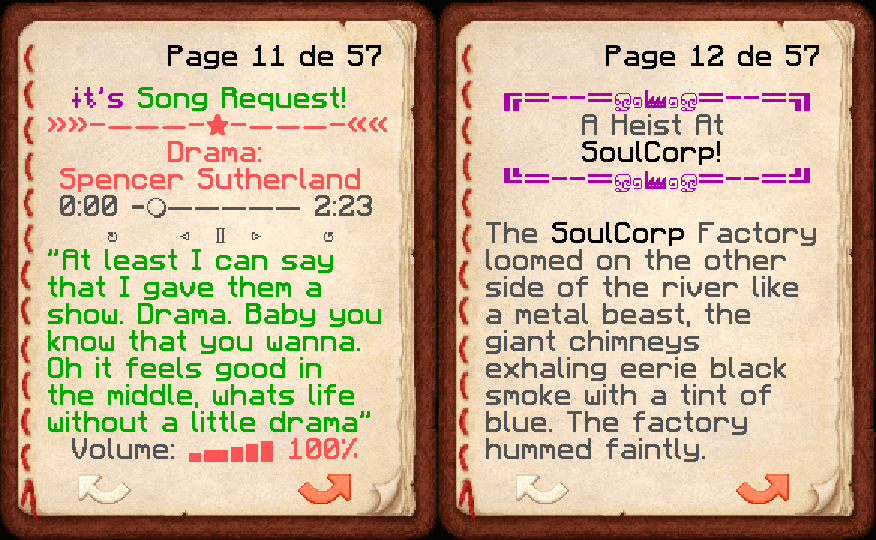 Page 11 de 57
it's Song Request!
»»»-————-★-————-«««
Drama:
Spencer Sutherland
0:00 -○————— 2:23
↻ ◁ II ▷ ↺
"At least I can say
that I gave them a
show. Drama. Baby you
know that you wanna.
Oh it feels good in
the middle, whats life
without a little drama"
Volume: ▂▃▅▆▇ 100%
Page 12 de 57
A Heist At
SoulCorp!
The SoulCorp Factory
loomed on the other
side of the river like
a metal beast, the
giant chimneys
exhaling eerie black
smoke with a tint of
blue. The factory
hummed faintly.